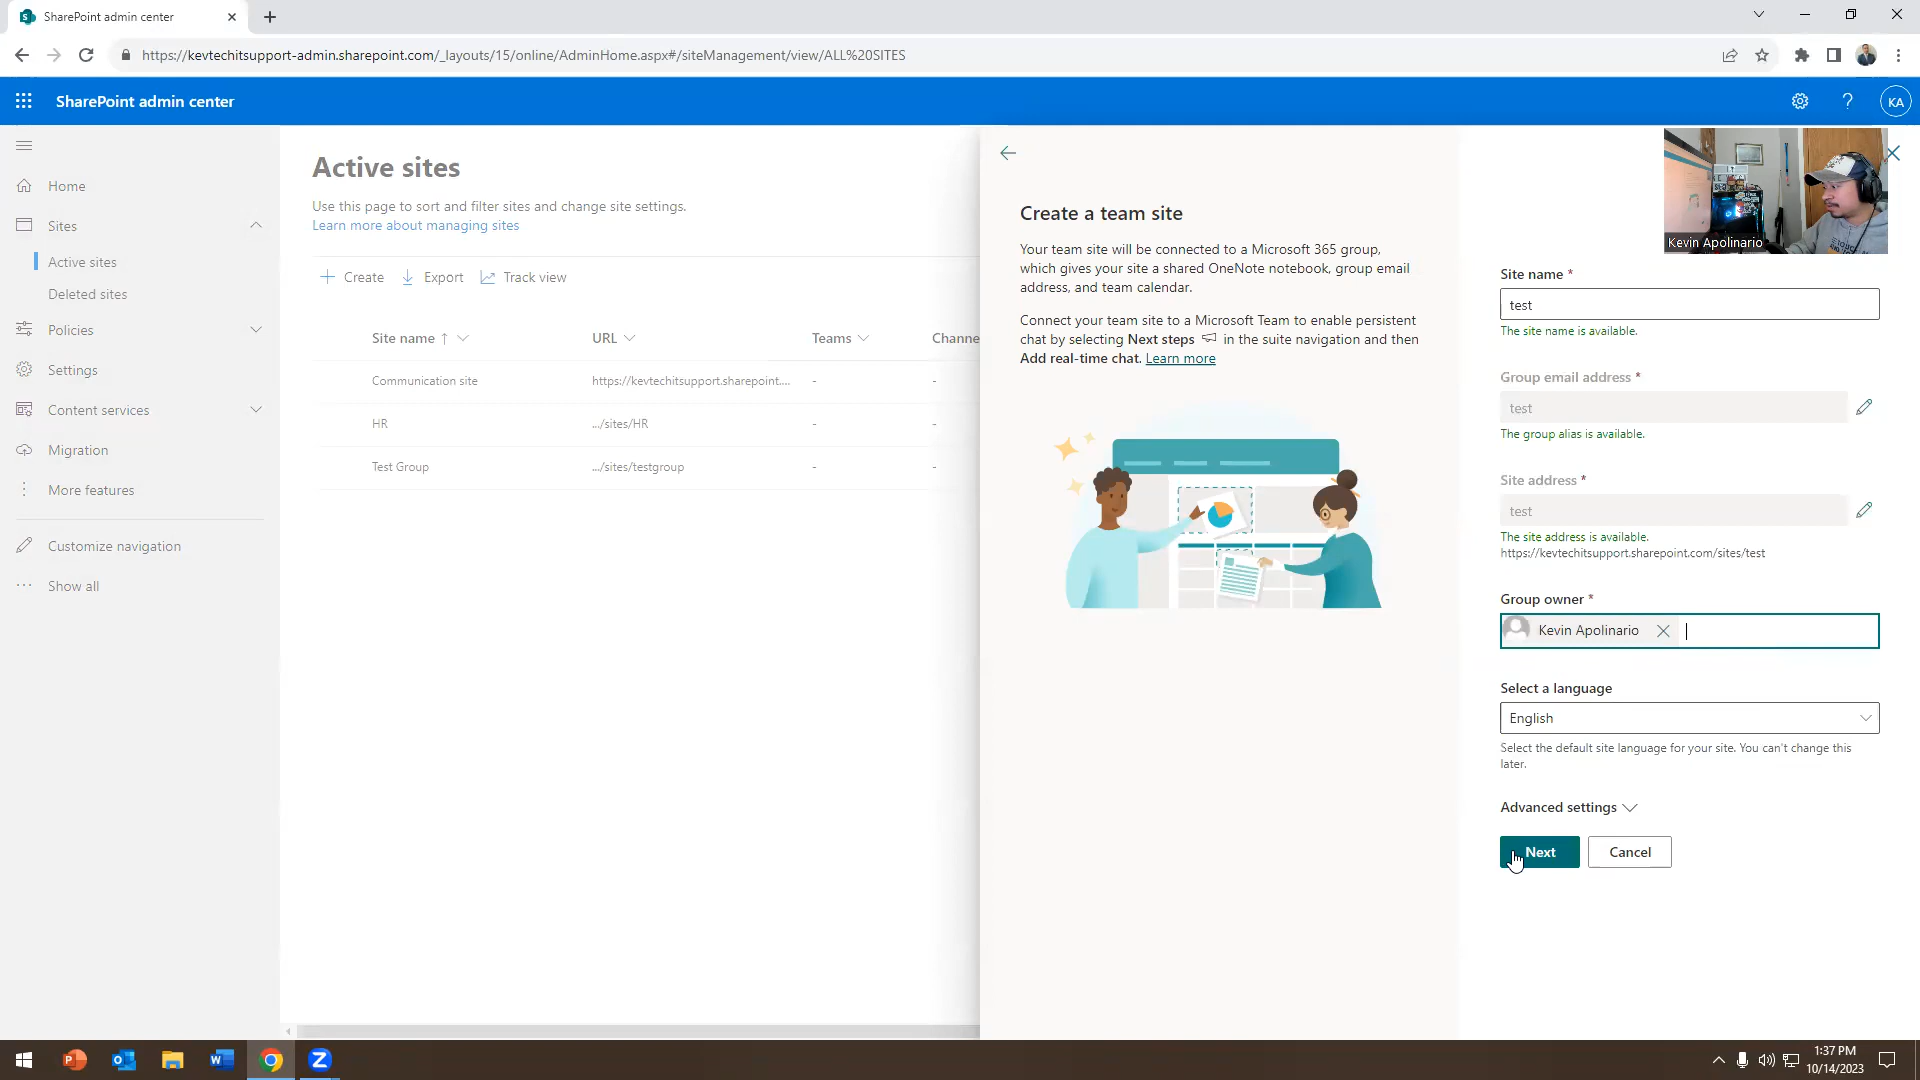 SharePoint admin center
https://kevtechitsupport-admin.sharepoint.com/_layouts/15/online/AdminHome.aspx#/siteManagement/view/ALL%20SITES
SharePoint admin center
KA
Home
Sites
Active sites
Deleted sites
Policies
Settings
Content services
Migration
More features
Customize navigation
Show all
Active sites
Use this page to sort and filter sites and change site settings.
Learn more about managing sites
Create Export Track view
Site name URL Teams Channe
Communication site https://kevtechitsupport.sharepoint.... - -
HR .../sites/HR - -
Test Group .../sites/testgroup - -
Create a team site
Your team site will be connected to a Microsoft 365 group,
which gives your site a shared OneNote notebook, group email
address, and team calendar.
Connect your team site to a Microsoft Team to enable persistent
chat by selecting Next steps in the suite navigation and then
Add real-time chat. Learn more
Kevin Apolinario
Site name *
test
The site name is available.
Group email address *
test
The group alias is available.
Site address *
test
The site address is available.
https://kevtechitsupport.sharepoint.com/sites/test
Group owner *
Kevin Apolinario
Select a language
English
Select the default site language for your site. You can't change this
later.
Advanced settings
Next Cancel
1:37 PM
10/14/2023